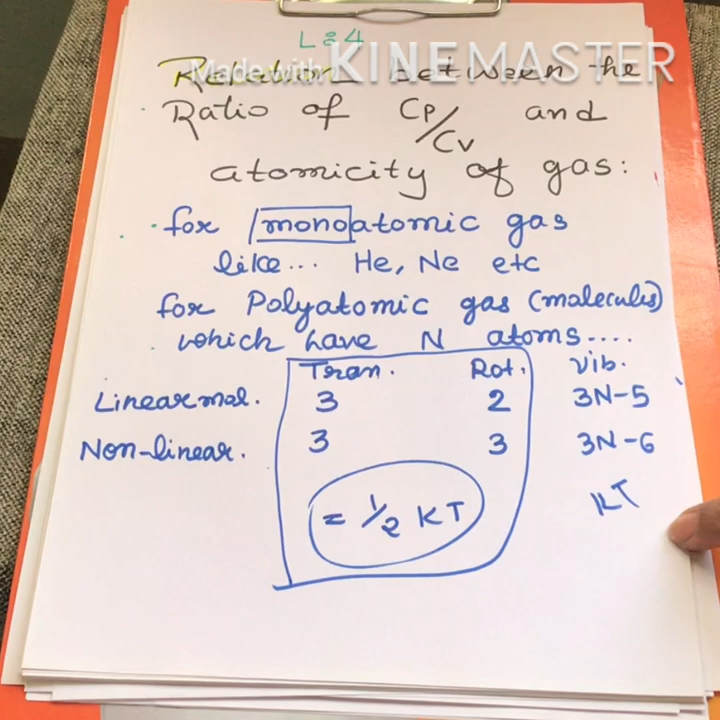 L:4
Made with KINEMASTER
Relation between the
Ratio of Cp/Cv and
atomicity of gas:
for monoatomic gas
like... He, Ne etc
for Polyatomic gas (molecules)
which have N atoms....
Tran. Rot. Vib.
Linear mol. 3 2 3N-5
Non-linear. 3 3 3N-6
= 1/2 KT KT